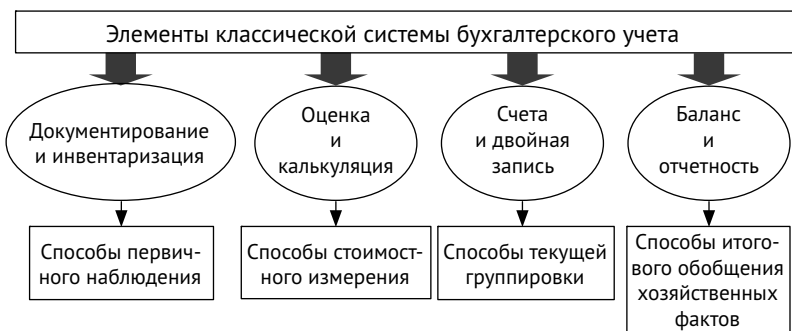 Элементы классической системы бухгалтерского учета
Документирование
и инвентаризация
Оценка
и
калькуляция
Счета
и двойная
запись
Баланс
и
отчетность
Способы первич-
ного наблюдения
Способы стоимост-
ного измерения
Способы текущей
группировки
Способы итого-
вого обобщения
хозяйственных
фактов